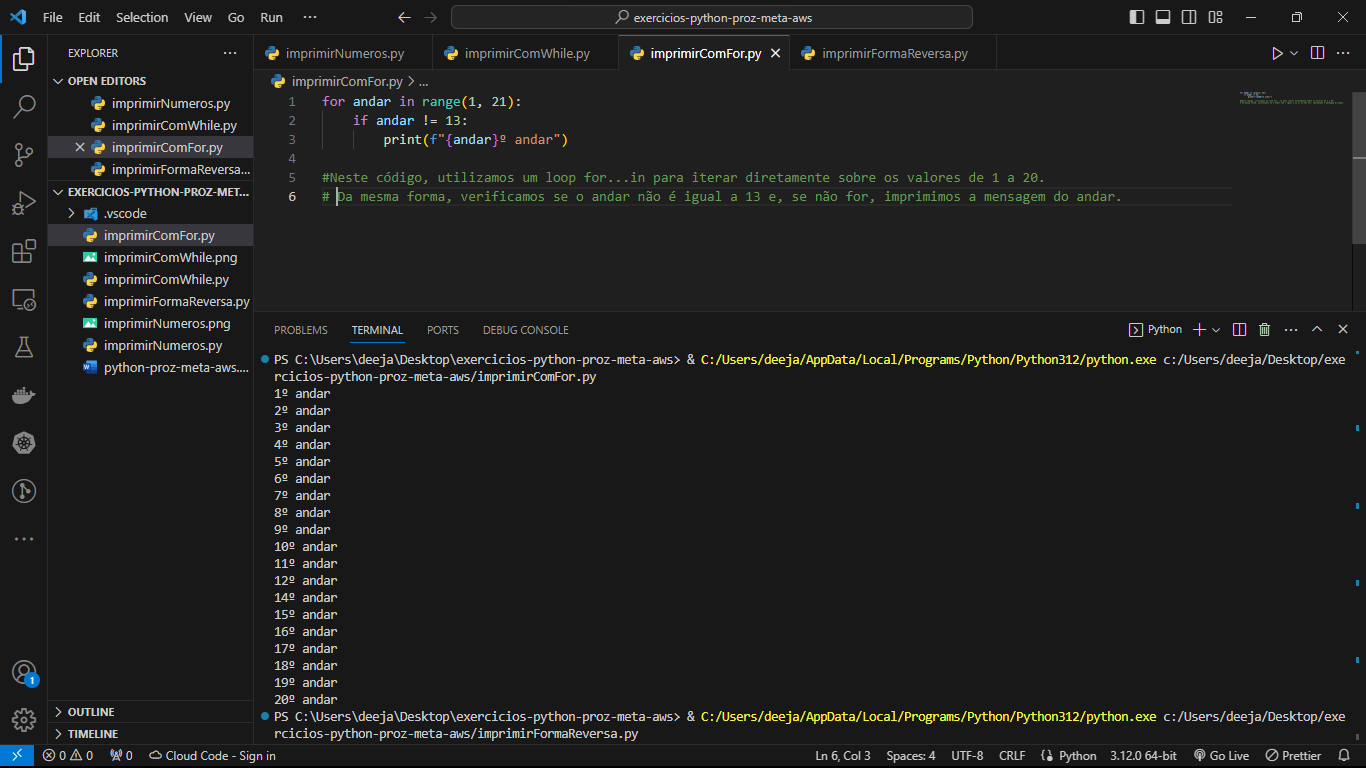 File Edit Selection View Go Run ··· exercicios-python-proz-meta-aws
EXPLORER ···
OPEN EDITORS
imprimirNumeros.py
imprimirComWhile.py
imprimirComFor.py
imprimirFormaReversa...
EXERCICIOS-PYTHON-PROZ-MET...
.vscode
imprimirComFor.py
imprimirComWhile.png
imprimirComWhile.py
imprimirFormaReversa.py
imprimirNumeros.png
imprimirNumeros.py
python-proz-meta-aws....
OUTLINE
TIMELINE
imprimirNumeros.py imprimirComWhile.py imprimirComFor.py imprimirFormaReversa.py
imprimirComFor.py > ...
1 for andar in range(1, 21):
2 if andar != 13:
3 print(f"{andar}º andar")
4
5 #Neste código, utilizamos um loop for...in para iterar diretamente sobre os valores de 1 a 20.
6 # Da mesma forma, verificamos se o andar não é igual a 13 e, se não for, imprimimos a mensagem do andar.
PROBLEMS TERMINAL PORTS DEBUG CONSOLE Python
PS C:\Users\deeja\Desktop\exercicios-python-proz-meta-aws> & C:/Users/deeja/AppData/Local/Programs/Python/Python312/python.exe c:/Users/deeja/Desktop/exe
rcicios-python-proz-meta-aws/imprimirComFor.py
1º andar
2º andar
3º andar
4º andar
5º andar
6º andar
7º andar
8º andar
9º andar
10º andar
11º andar
12º andar
14º andar
15º andar
16º andar
17º andar
18º andar
19º andar
20º andar
PS C:\Users\deeja\Desktop\exercicios-python-proz-meta-aws> & C:/Users/deeja/AppData/Local/Programs/Python/Python312/python.exe c:/Users/deeja/Desktop/exe
rcicios-python-proz-meta-aws/imprimirFormaReversa.py
1
0 0 0 Cloud Code - Sign in Ln 6, Col 3 Spaces: 4 UTF-8 CRLF Python 3.12.0 64-bit Go Live Prettier